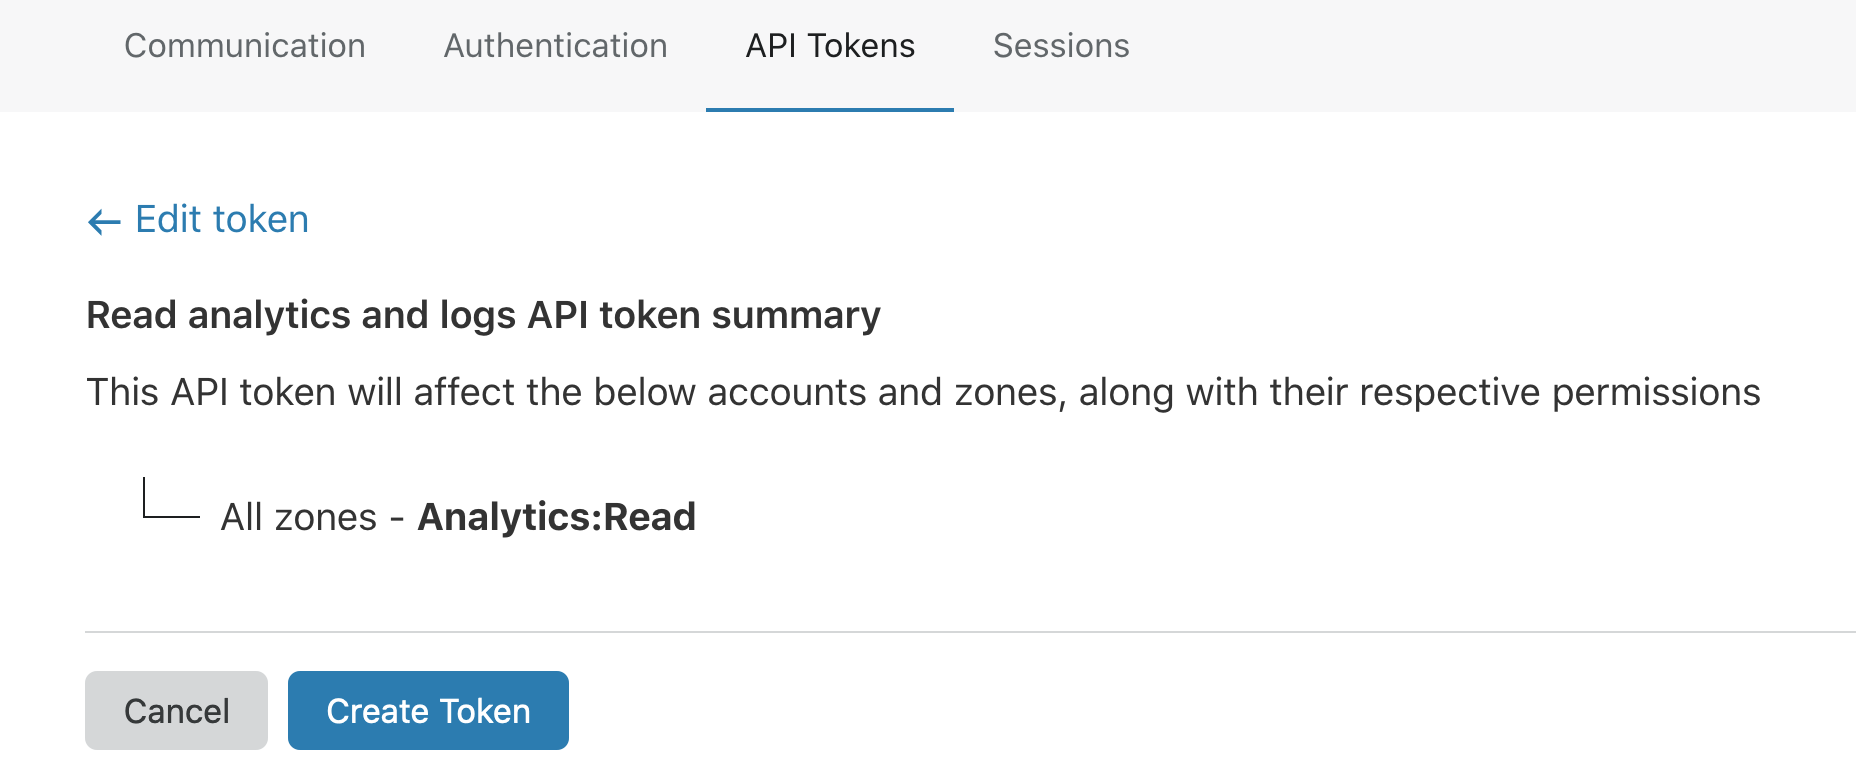 Communication Authentication API Tokens Sessions
← Edit token
Read analytics and logs API token summary
This API token will affect the below accounts and zones, along with their respective permissions
All zones - Analytics:Read
Cancel Create Token